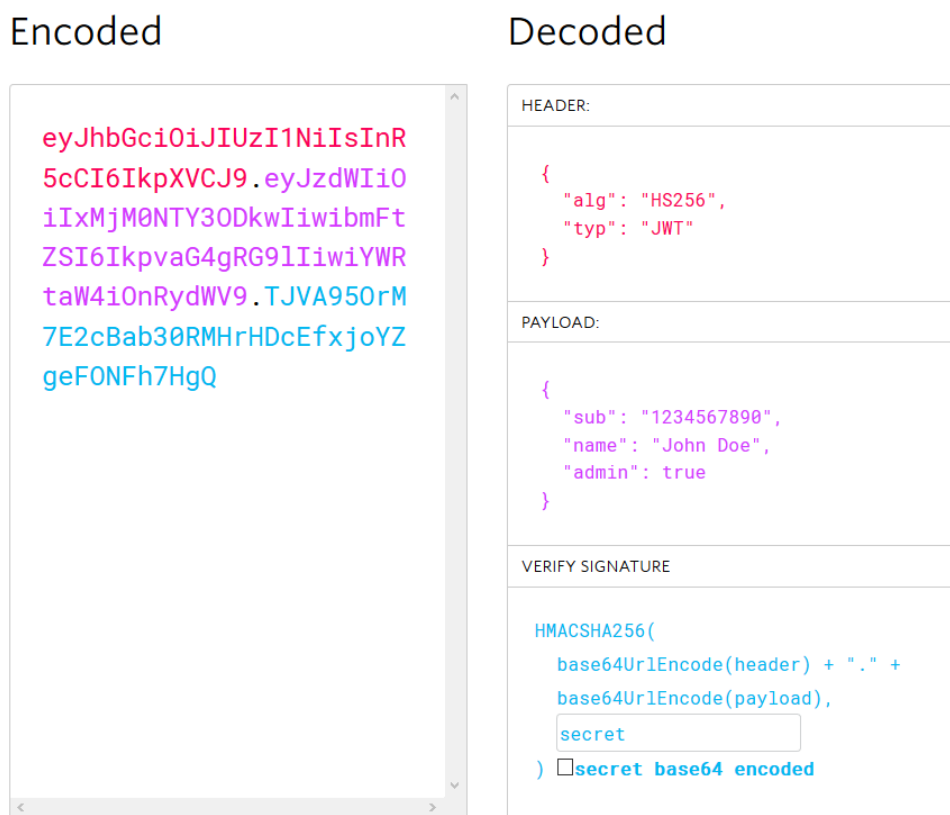 Encoded
eyJhbGciOiJIUzI1NiIsInR
5cCI6IkpXVCJ9.eyJzdWIiO
iIxMjM0NTY3ODkwIiwibmFt
ZSI6IkpvaG4gRG9lIiwiYWR
taW4iOnRydWV9.TJVA95OrM
7E2cBab30RMHrHDcEfxjoYZ
geFONFh7HgQ
Decoded
HEADER:
{
"alg": "HS256",
"typ": "JWT"
}
PAYLOAD:
{
"sub": "1234567890",
"name": "John Doe",
"admin": true
}
VERIFY SIGNATURE
HMACSHA256(
base64UrlEncode(header) + "." +
base64UrlEncode(payload),
secret
) secret base64 encoded